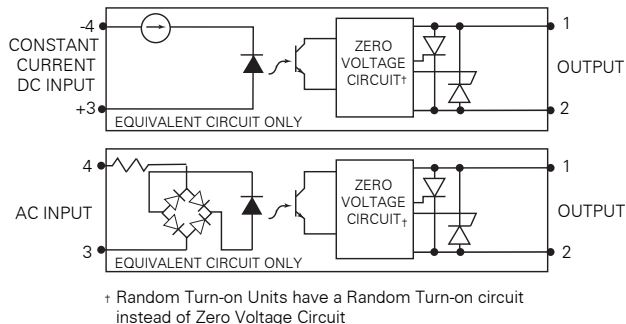 -4
CONSTANT
CURRENT
DC INPUT
+3
ZERO
VOLTAGE
CIRCUIT†
1
OUTPUT
2
EQUIVALENT CIRCUIT ONLY
4
AC INPUT
3
ZERO
VOLTAGE
CIRCUIT†
1
OUTPUT
2
EQUIVALENT CIRCUIT ONLY
† Random Turn-on Units have a Random Turn-on circuit
instead of Zero Voltage Circuit